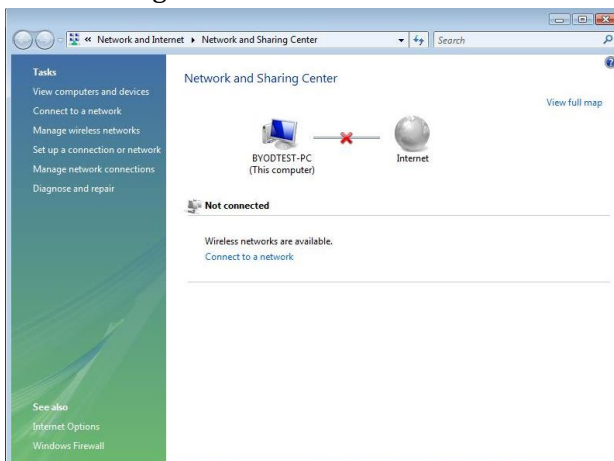 « Network and Internet ▸ Network and Sharing Center
Search
Tasks
View computers and devices
Connect to a network
Manage wireless networks
Set up a connection or network
Manage network connections
Diagnose and repair
See also
Internet Options
Windows Firewall
Network and Sharing Center
View full map
BYODTEST-PC
(This computer)
Internet
Not connected
Wireless networks are available.
Connect to a network